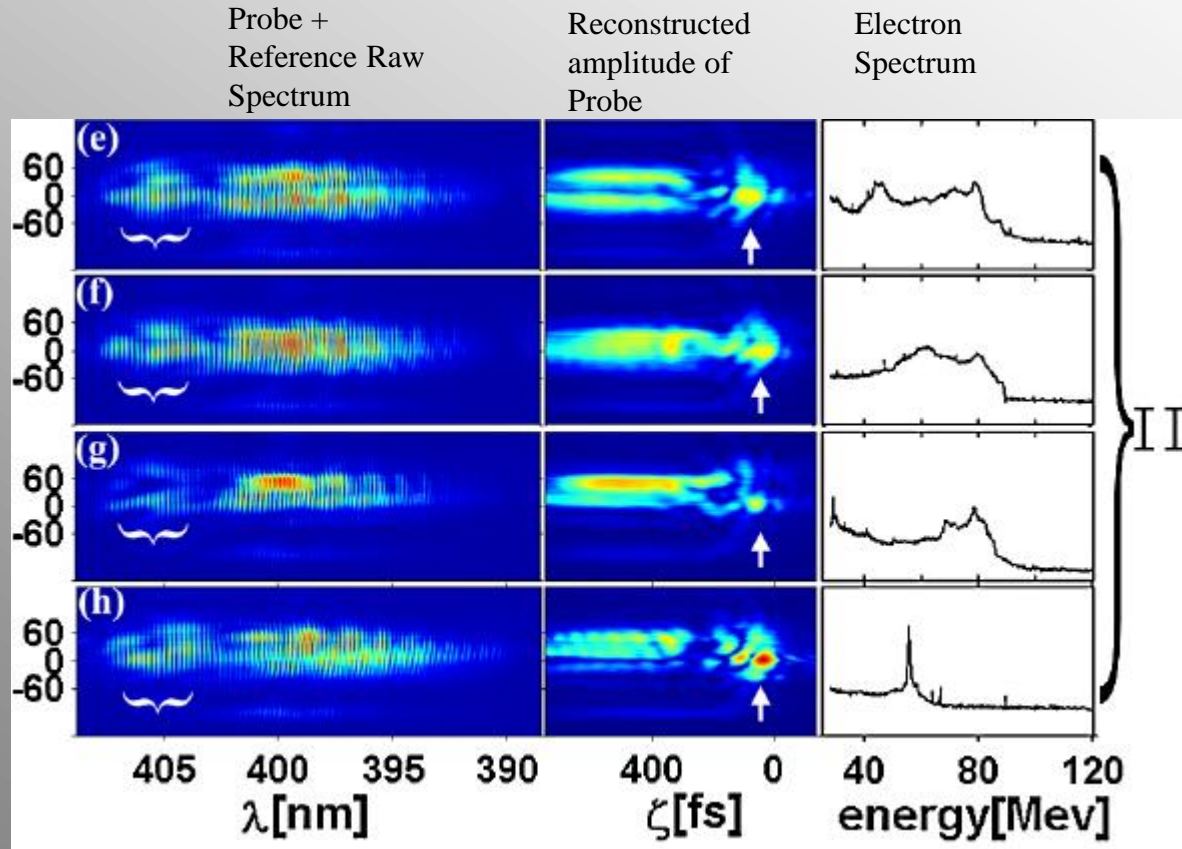 Probe +
Reference Raw
Spectrum
Reconstructed
amplitude of
Probe
Electron
Spectrum
(e)
60
0
-60
(f)
60
0
-60
(g)
60
0
-60
(h)
60
0
-60
II
405 400 395 390
λ[nm]
400 0
ζ[fs]
40 80 120
energy[Mev]